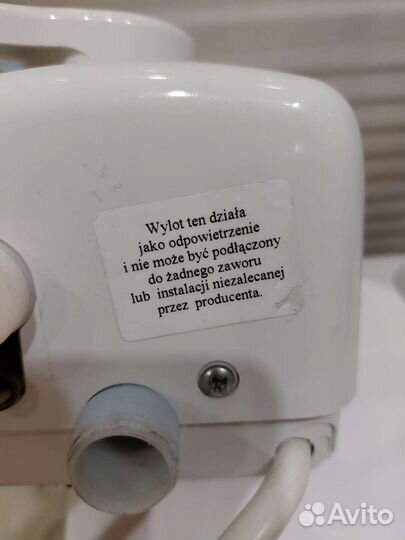 Wylot ten działa
jako odpowietrzenie
i nie może być podłączony
do żadnego zaworu
lub instalacji niezalecanej
przez producenta.
Avito